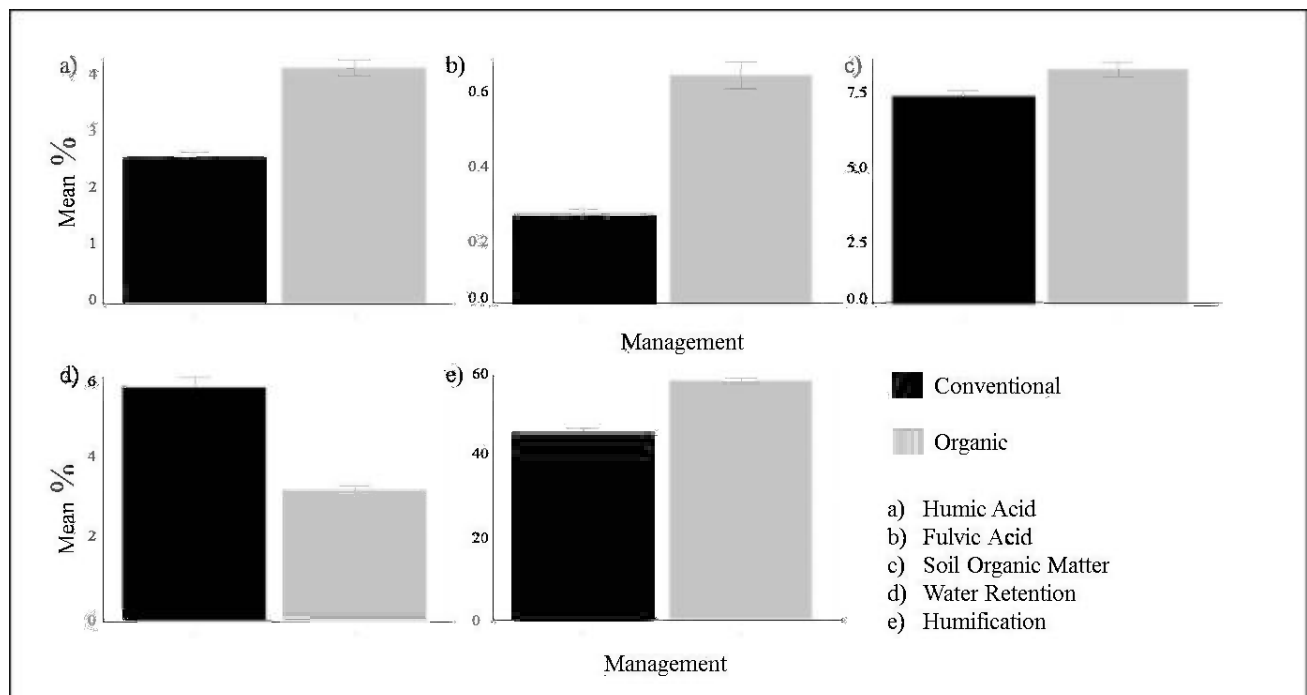 a)
4
3
2
1
0
Mean %
b)
0.6
0.4
0.2
0.0
c)
7.5
5.0
2.5
0.0
Management
d)
6
4
2
0
Mean %
e)
60
40
20
0
Management
Conventional
Organic
a) Humic Acid
b) Fulvic Acid
c) Soil Organic Matter
d) Water Retention
e) Humification